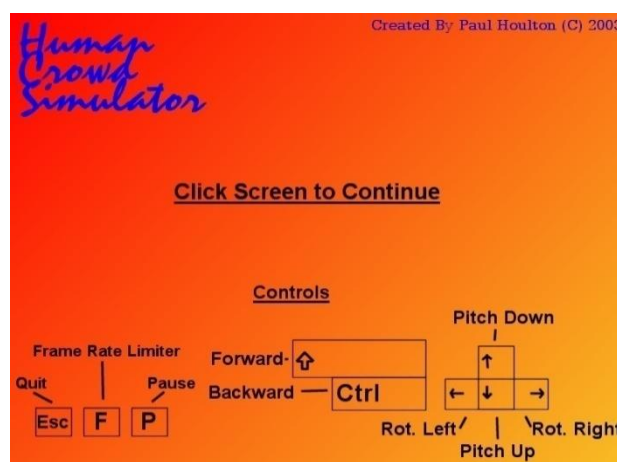 Human
Crowd
Simulator
Created By Paul Houlton (C) 2003
Click Screen to Continue
Controls
Pitch Down
Frame Rate Limiter
Forward- ⇧ ↑
Quit Pause
Backward Ctrl ← ↓ →
Esc F P
Rot. Left Rot. Right
Pitch Up